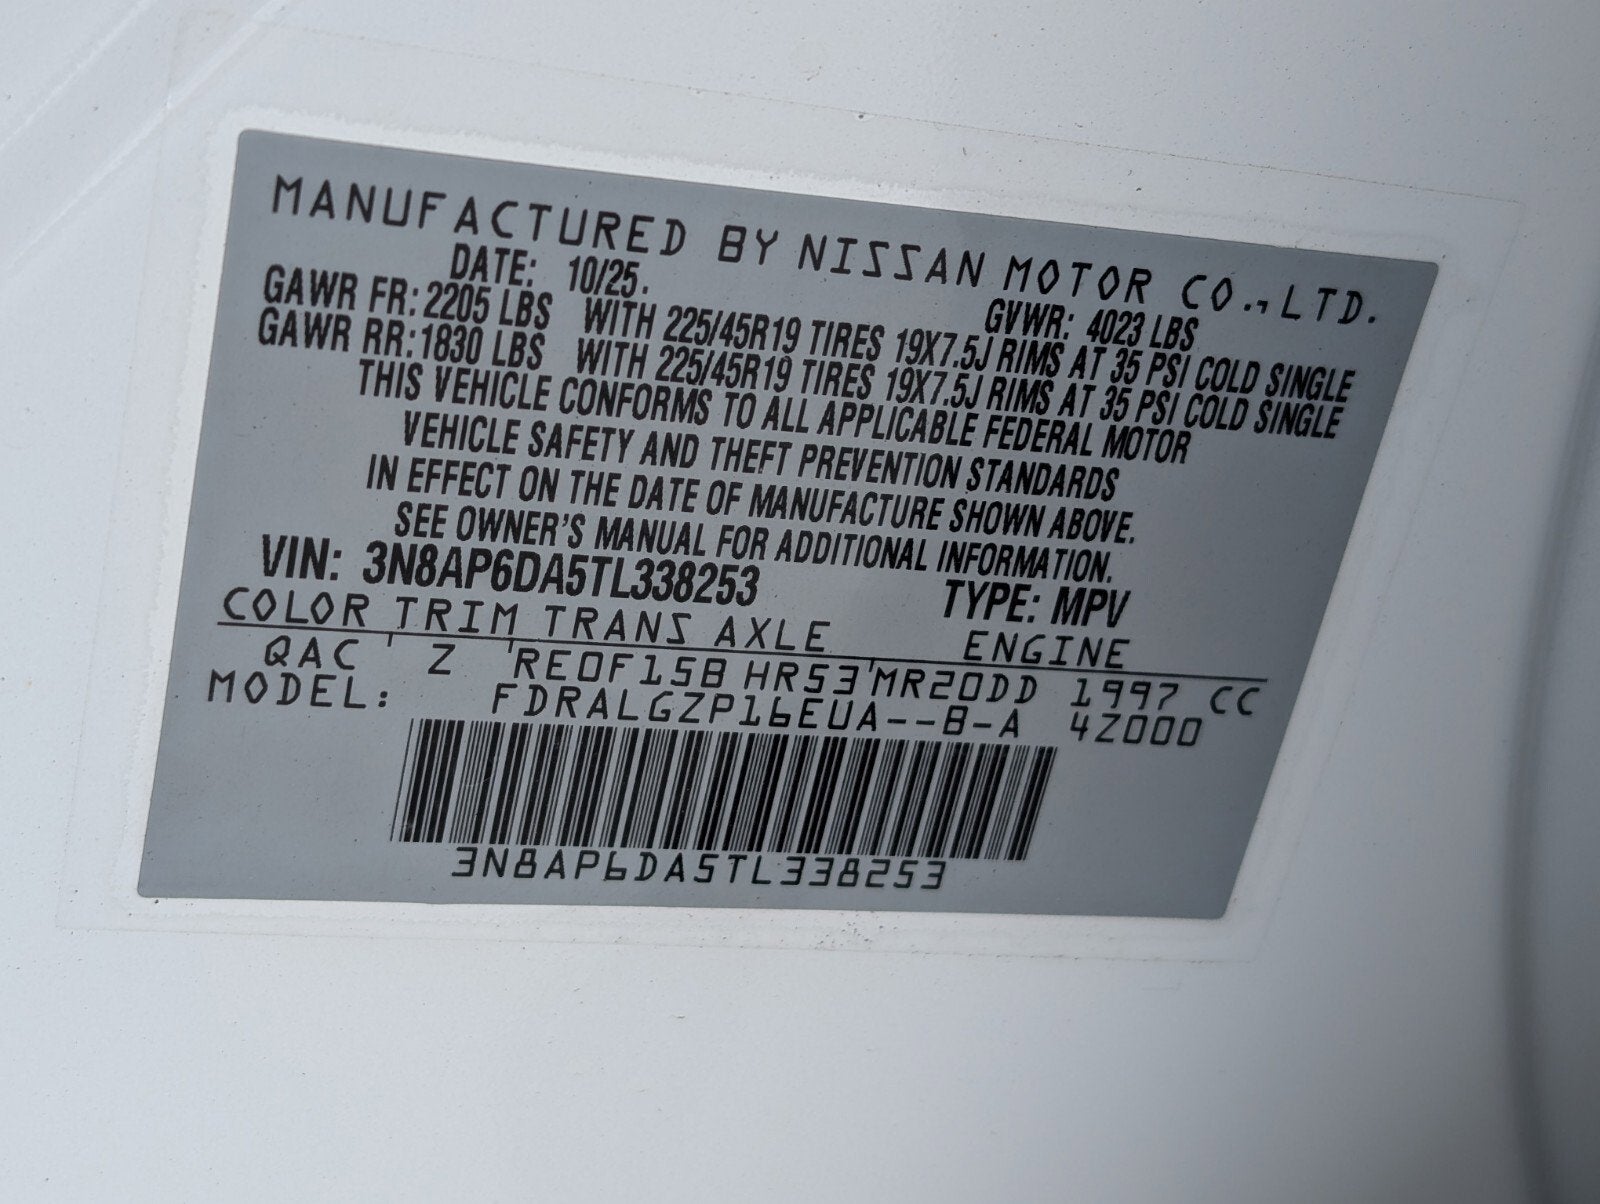 MANUFACTURED BY NISSAN MOTOR CO.,LTD.
DATE: 10/25. GVWR: 4023 LBS
GAWR FR: 2205 LBS WITH 225/45R19 TIRES 19X7.5J RIMS AT 35 PSI COLD SINGLE
GAWR RR: 1830 LBS WITH 225/45R19 TIRES 19X7.5J RIMS AT 35 PSI COLD SINGLE
THIS VEHICLE CONFORMS TO ALL APPLICABLE FEDERAL MOTOR
VEHICLE SAFETY AND THEFT PREVENTION STANDARDS
IN EFFECT ON THE DATE OF MANUFACTURE SHOWN ABOVE.
SEE OWNER'S MANUAL FOR ADDITIONAL INFORMATION.
VIN: 3N8AP6DA5TL338253 TYPE: MPV
COLOR TRIM TRANS AXLE ENGINE
QAC Z RE0F15B HR53 MR20DD 1997 CC
MODEL: FDRALGZP16EUA--B-A 4Z000
3N8AP6DA5TL338253